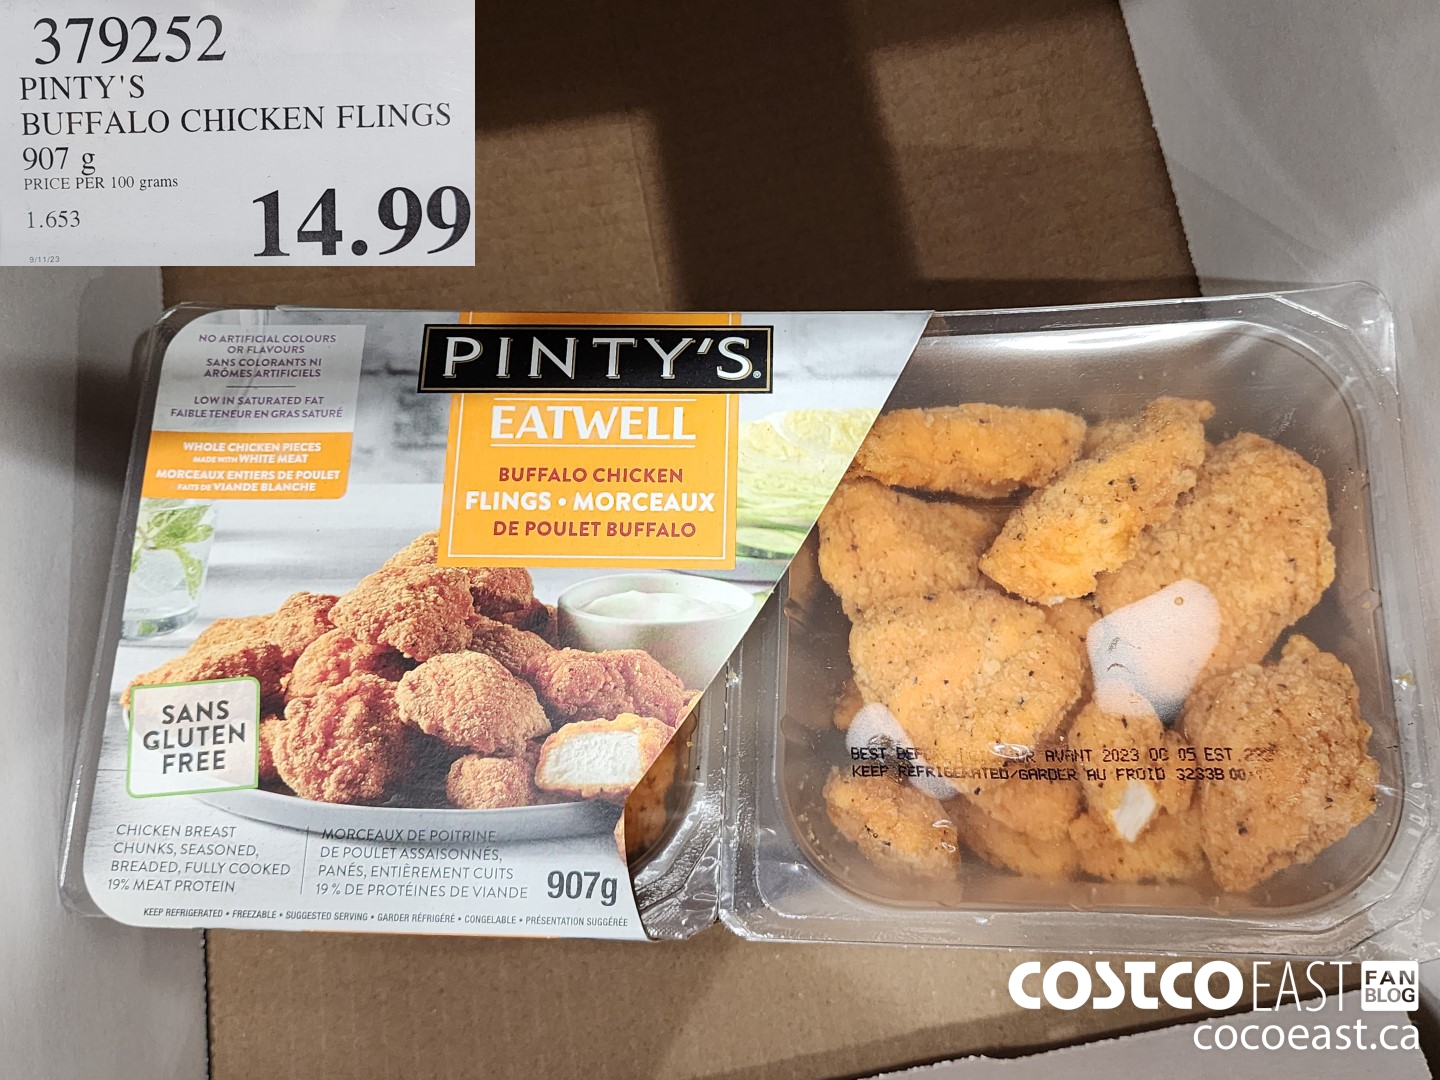 379252
PINTY'S
BUFFALO CHICKEN FLINGS
907 g
PRICE PER 100 grams
1.653
14.99
9/11/23
NO ARTIFICIAL COLOURS
OR FLAVOURS
SANS COLORANTS NI
ARÔMES ARTIFICIELS
LOW IN SATURATED FAT
FAIBLE TENEUR EN GRAS SATURÉ
WHOLE CHICKEN PIECES
MADE WITH WHITE MEAT
MORCEAUX ENTIERS DE POULET
FAITS DE VIANDE BLANCHE
PINTY'S®
EATWELL
BUFFALO CHICKEN
FLINGS • MORCEAUX
DE POULET BUFFALO
SANS
GLUTEN
FREE
CHICKEN BREAST
CHUNKS, SEASONED,
BREADED, FULLY COOKED
19% MEAT PROTEIN
MORCEAUX DE POITRINE
DE POULET ASSAISONNÉS,
PANÉS, ENTIÈREMENT CUITS
19 % DE PROTÉINES DE VIANDE
907g
KEEP REFRIGERATED • FREEZABLE • SUGGESTED SERVING • GARDER RÉFRIGÉRÉ • CONGELABLE • PRÉSENTATION SUGGÉRÉE
BEST AVANT 2023 OC 05 EST
KEEP REFRIGERATED/GARDER AU FROID 3233B
COSTCO EAST FAN
BLOG
cocoeast.ca